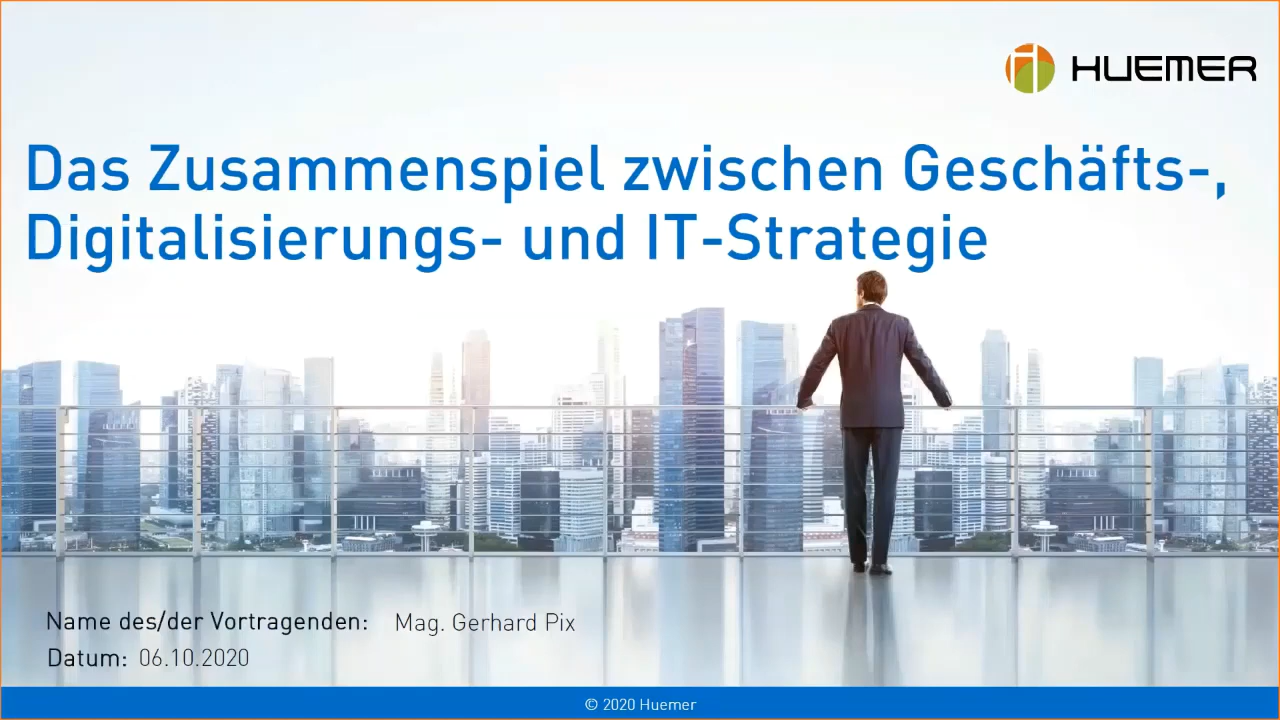 HUEMER
Das Zusammenspiel zwischen Geschäfts-,
Digitalisierungs- und IT-Strategie
Name des/der Vortragenden: Mag. Gerhard Pix
Datum: 06.10.2020
© 2020 Huemer